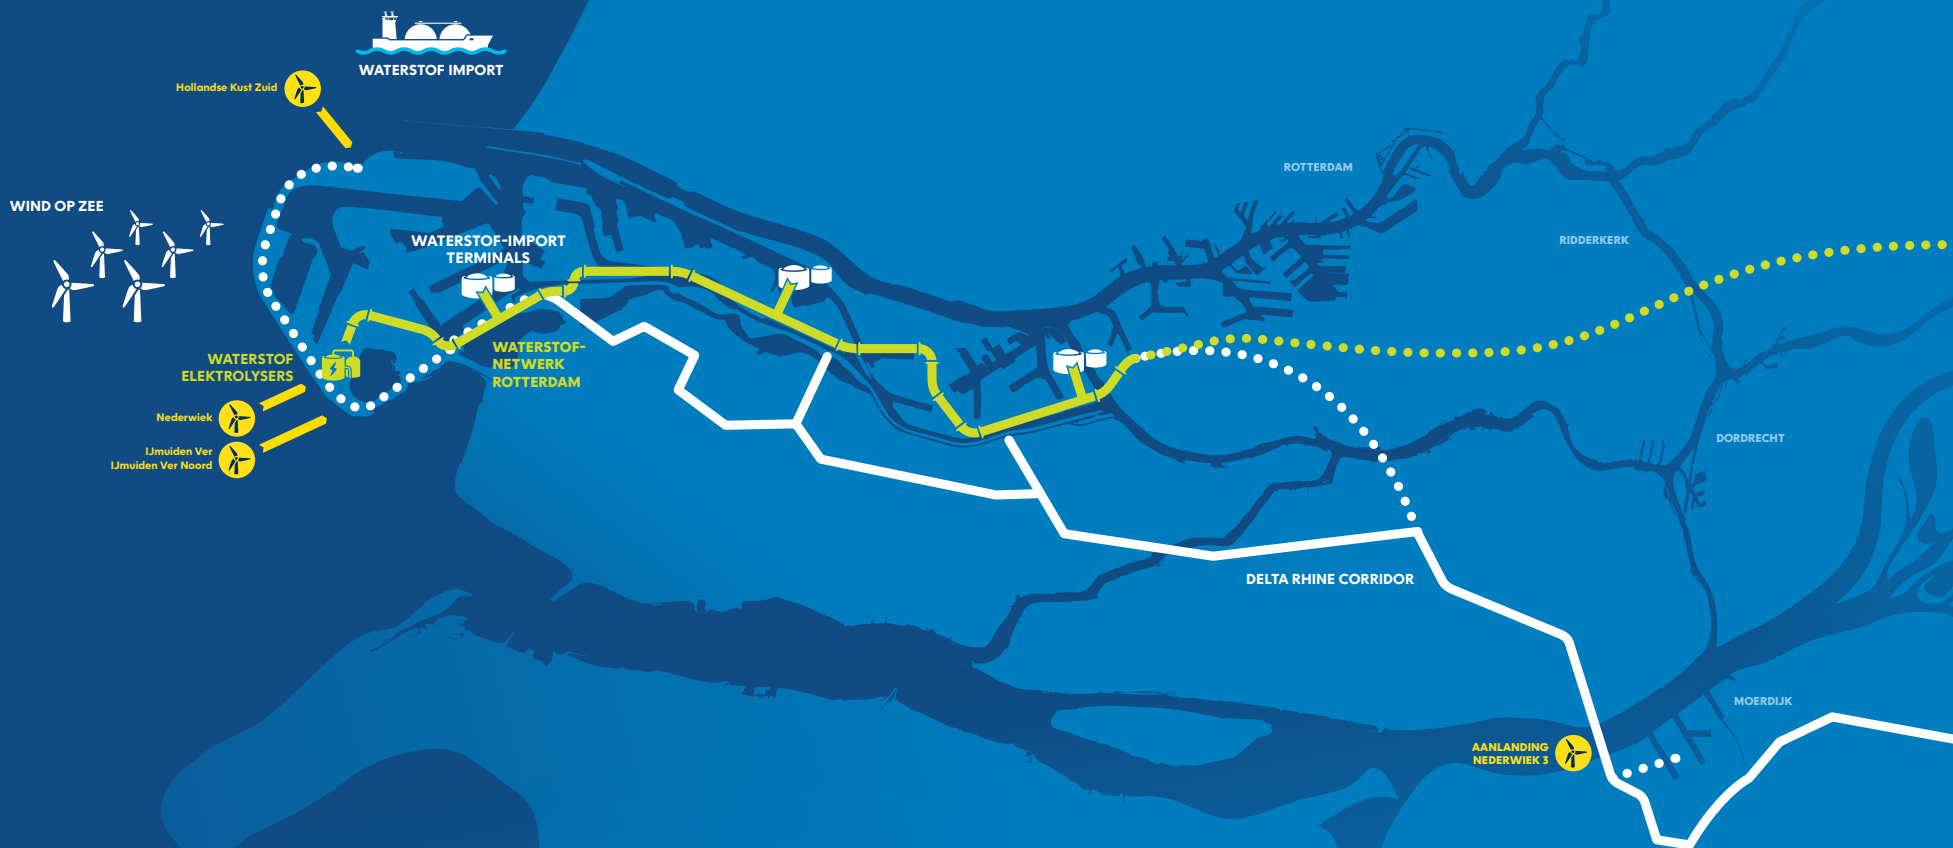 WATERSTOF IMPORT
Hollandse Kust Zuid
WIND OP ZEE
WATERSTOF-IMPORT
TERMINALS
ROTTERDAM
RIDDERKERK
WATERSTOF
ELEKTROLYSERS
WATERSTOF-
NETWERK
ROTTERDAM
Nederwiek
IJmuiden Ver
IJmuiden Ver Noord
DORDRECHT
DELTA RHINE CORRIDOR
MOERDIJK
AANLANDING
NEDERWIEK 3